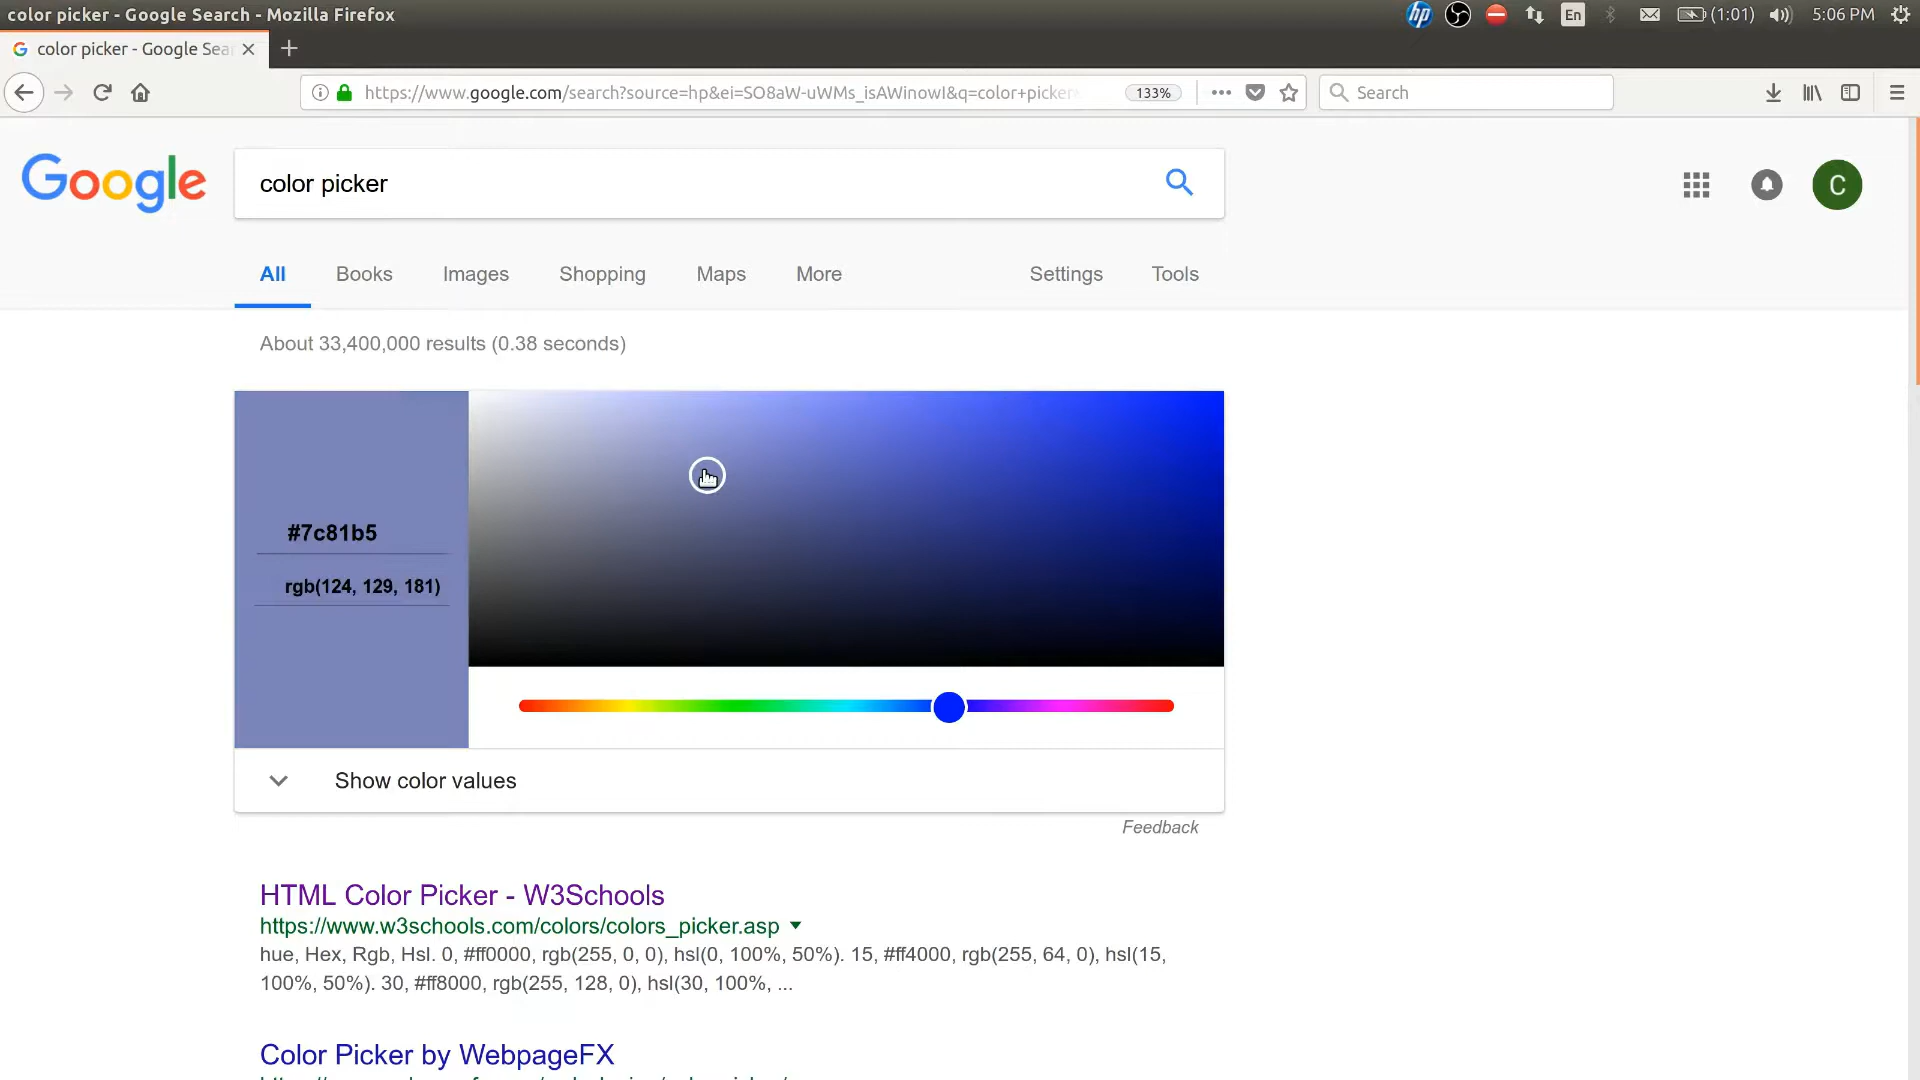 color picker - Google Search - Mozilla Firefox
hp En (1:01) 5:06 PM
color picker - Google Sea
https://www.google.com/search?source=hp&ei=SO8aW-uWMs_isAWinowI&q=color+picker 133% Search
Google color picker C
All Books Images Shopping Maps More Settings Tools
About 33,400,000 results (0.38 seconds)
#7c81b5
rgb(124, 129, 181)
Show color values
Feedback
HTML Color Picker - W3Schools
https://www.w3schools.com/colors/colors_picker.asp
hue, Hex, Rgb, Hsl. 0, #ff0000, rgb(255, 0, 0), hsl(0, 100%, 50%). 15, #ff4000, rgb(255, 64, 0), hsl(15,
100%, 50%). 30, #ff8000, rgb(255, 128, 0), hsl(30, 100%, ...
Color Picker by WebpageFX